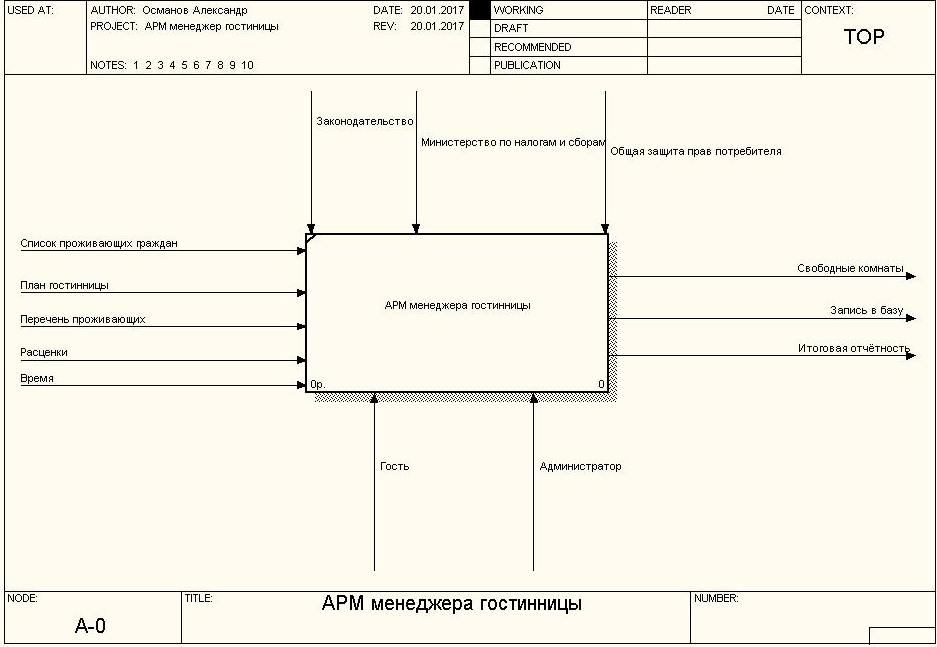 USED AT:
AUTHOR: Османов Александр
DATE: 20.01.2017
WORKING
READER DATE
CONTEXT:
PROJECT: АРМ менеджер гостинницы
REV: 20.01.2017
DRAFT
TOP
RECOMMENDED
NOTES: 1 2 3 4 5 6 7 8 9 10
PUBLICATION
Законодательство
Министерство по налогам и сборам
Общая защита прав потребителя
Список проживающих граждан
План гостинницы
Перечень проживающих
Расценки
Время
АРМ менеджера гостинницы
0р.
0
Свободные комнаты
Запись в базу
Итоговая отчётность
Гость
Администратор
NODE:
A-0
TITLE:
АРМ менеджера гостинницы
NUMBER: